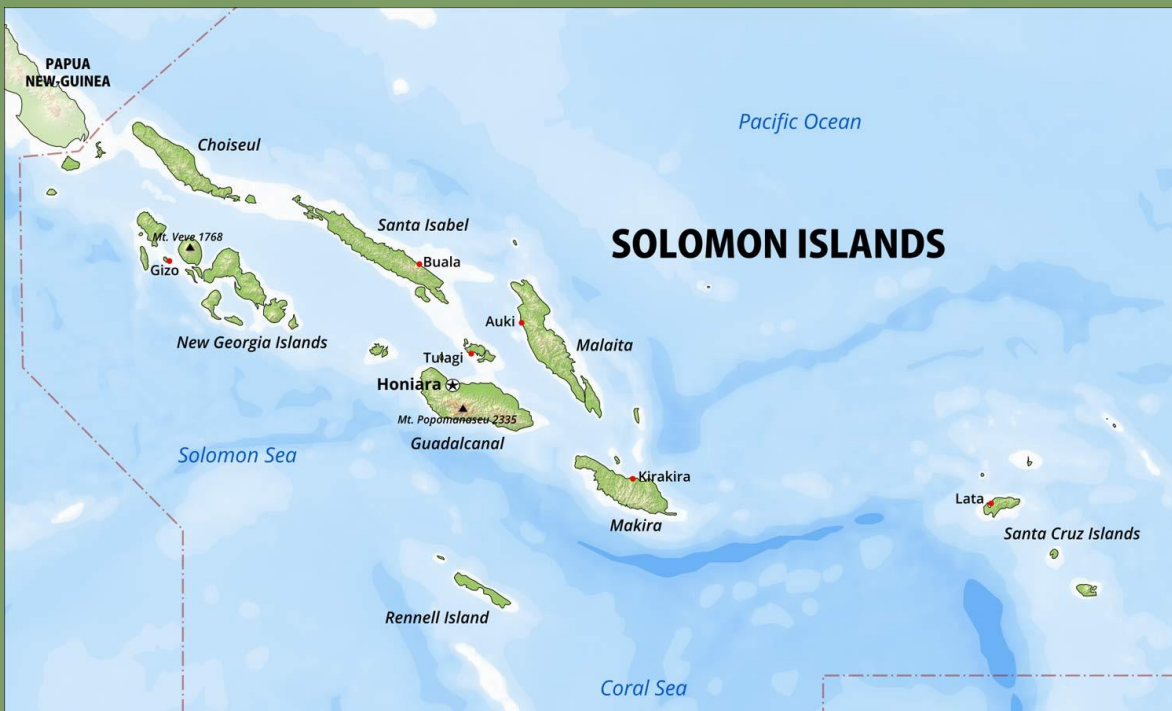 PAPUA
NEW-GUINEA
Choiseul
Pacific Ocean
Santa Isabel
Mt. Veve 1768
SOLOMON ISLANDS
Buala
Gizo
Auki
New Georgia Islands
Malaita
Tulagi
Honiara
Mt. Popomanaseu 2335
Guadalcanal
Solomon Sea
Kirakira
Lata
Makira
Santa Cruz Islands
Rennell Island
Coral Sea